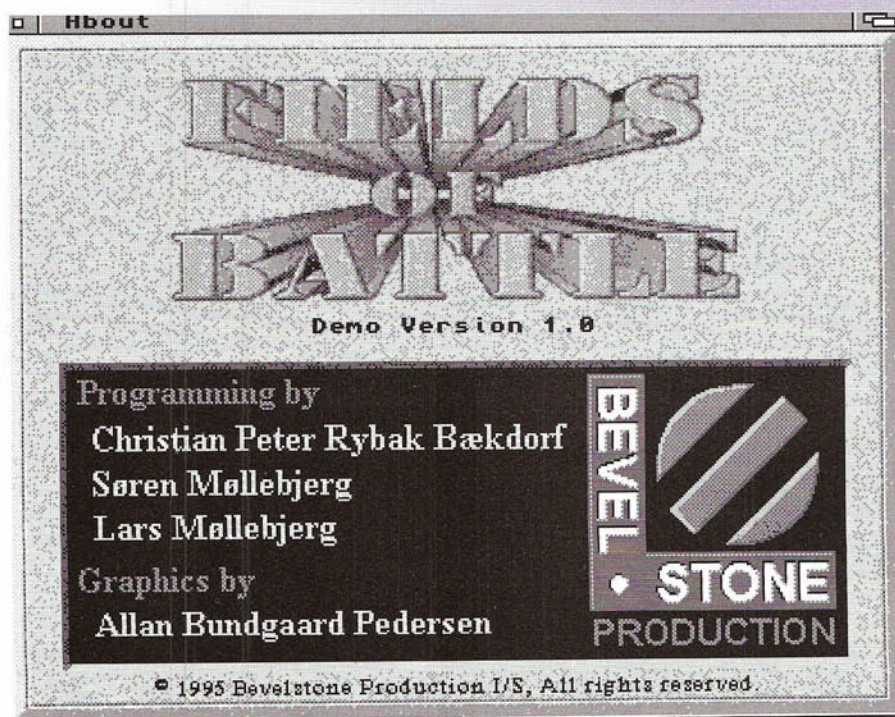 About
FIELDS
OF
BATTLE
Demo Version 1.0
Programming by
Christian Peter Rybak Bækdorf
Søren Møllebjerg
Lars Møllebjerg
Graphics by
Allan Bundgaard Pedersen
BEVEL
• STONE
PRODUCTION
© 1995 Bevelstone Production I/S, All rights reserved.